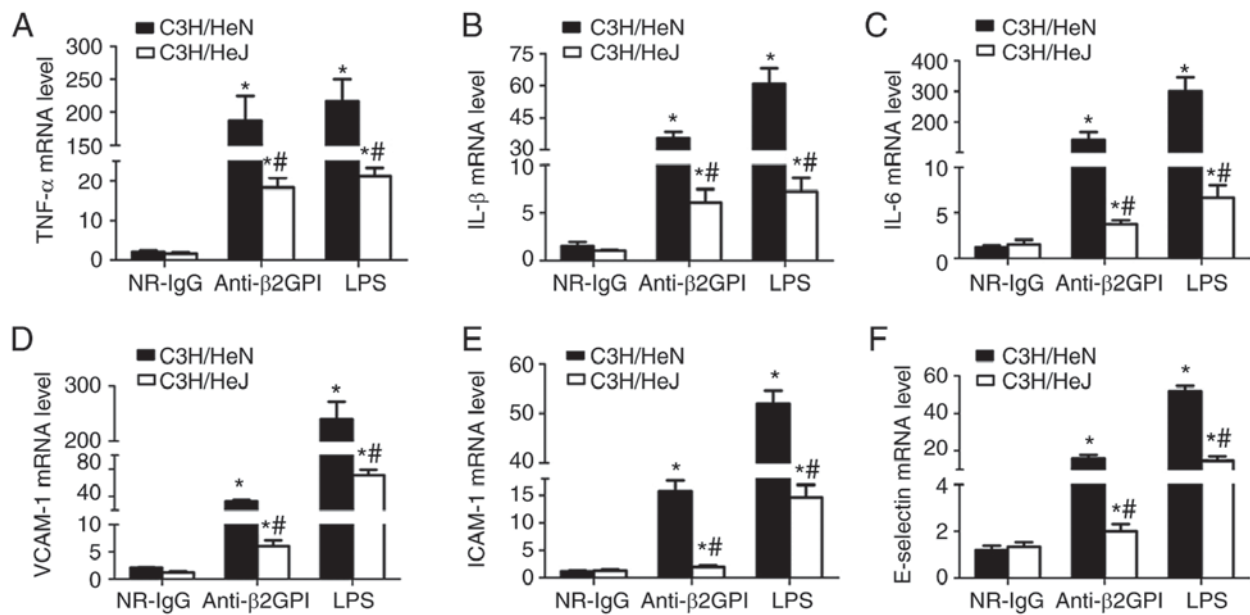 A
C3H/HeN
C3H/HeJ
TNF-α mRNA level
300
250
200
150
20
10
0
*
*
*#
*#
NR-IgG Anti-β2GPI LPS
B
C3H/HeN
C3H/HeJ
IL-β mRNA level
75
60
45
30
10
5
0
*
*
*#
*#
NR-IgG Anti-β2GPI LPS
C
C3H/HeN
C3H/HeJ
IL-6 mRNA level
400
300
200
100
10
5
0
*
*
*#
*#
NR-IgG Anti-β2GPI LPS
D
C3H/HeN
C3H/HeJ
VCAM-1 mRNA level
300
200
80
40
10
5
0
*
*
*#
*#
NR-IgG Anti-β2GPI LPS
E
C3H/HeN
C3H/HeJ
ICAM-1 mRNA level
60
50
40
15
10
5
0
*
*
*#
*#
NR-IgG Anti-β2GPI LPS
F
C3H/HeN
C3H/HeJ
E-selectin mRNA level
60
40
20
10
4
2
0
*
*
*#
*#
NR-IgG Anti-β2GPI LPS